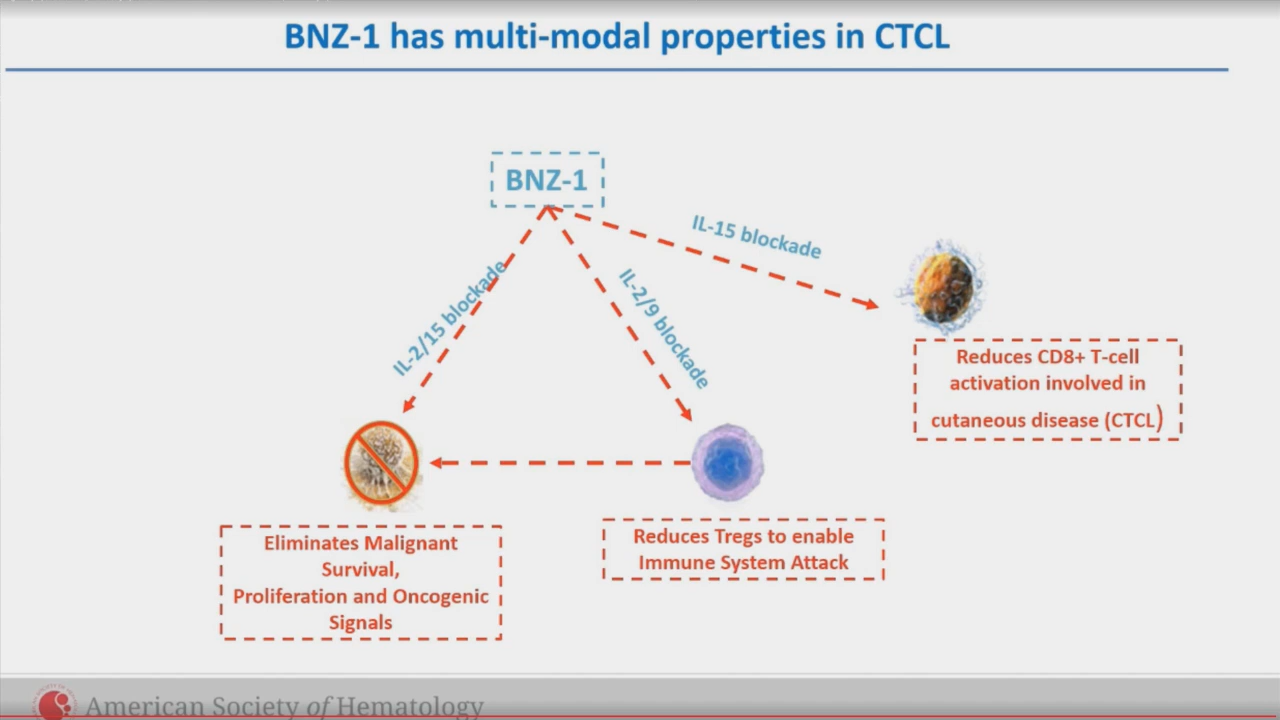 BNZ-1 has multi-modal properties in CTCL
BNZ-1
IL-15 blockade
IL-2/15 blockade
IL-2/9 blockade
Reduces CD8+ T-cell
activation involved in
cutaneous disease (CTCL)
Eliminates Malignant
Survival,
Proliferation and Oncogenic
Signals
Reduces Tregs to enable
Immune System Attack
American Society of Hematology